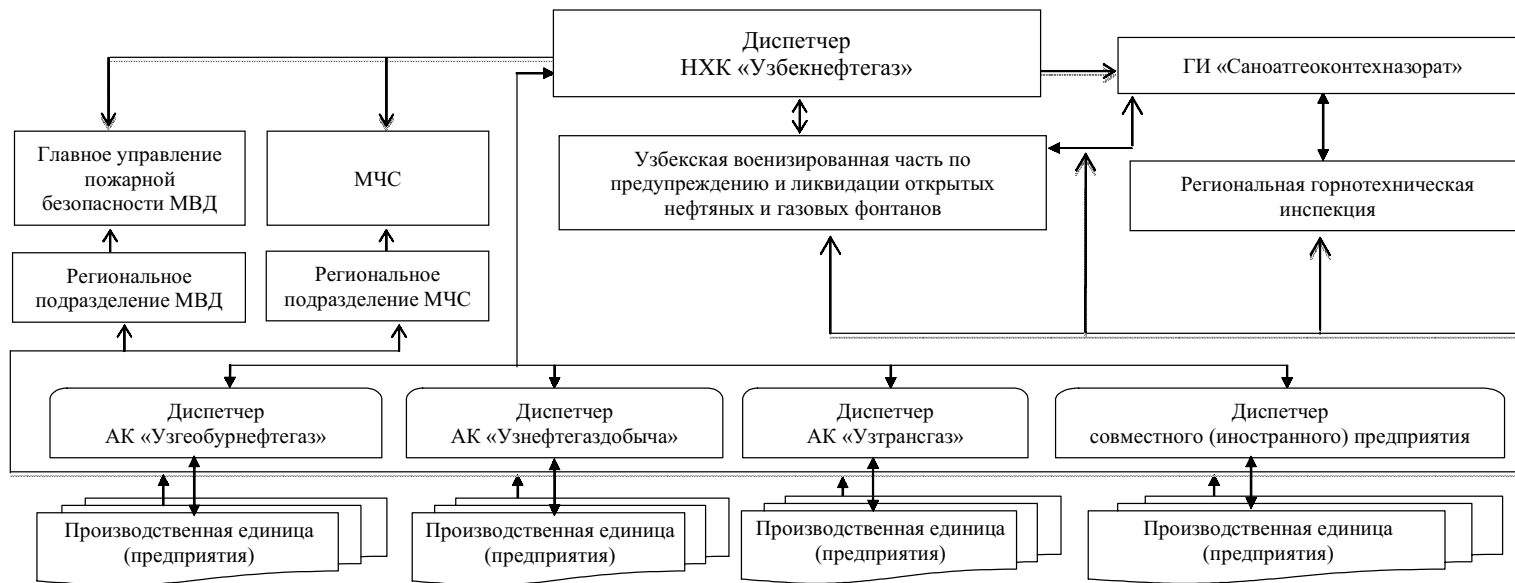 Диспетчер
НХК «Узбекнефтегаз»
ГИ «Саноатгеоконтехназорат»
Главное управление
пожарной
безопасности МВД
МЧС
Узбекская военизированная часть по
предупреждению и ликвидации открытых
нефтяных и газовых фонтанов
Региональная горнотехническая
инспекция
Региональное
подразделение МВД
Региональное
подразделение МЧС
Диспетчер
АК «Узгеобурнефтегаз»
Диспетчер
АК «Узнефтегаздобыча»
Диспетчер
АК «Узтрансгаз»
Диспетчер
совместного (иностранного) предприятия
Производственная единица
(предприятия)
Производственная единица
(предприятия)
Производственная единица
(предприятия)
Производственная единица
(предприятия)